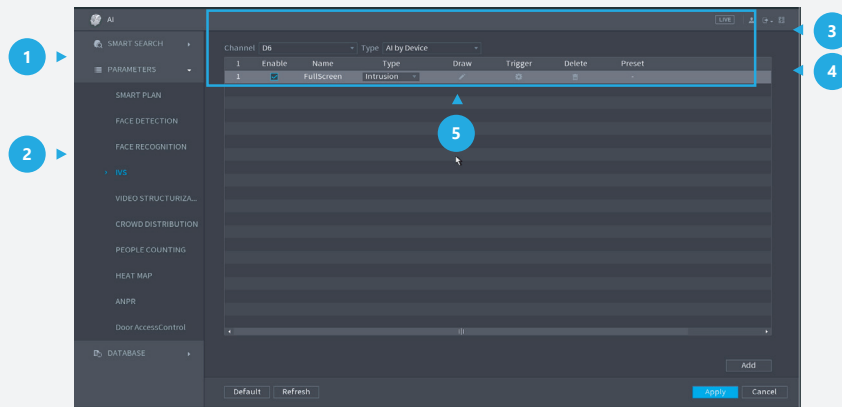 AI
LIVE
SMART SEARCH
Channel D6 Type AI by Device
1 Enable Name Type Draw Trigger Delete Preset
1 FullScreen Intrusion -
PARAMETERS
SMART PLAN
FACE DETECTION
FACE RECOGNITION
IVS
VIDEO STRUCTURIZA...
CROWD DISTRIBUTION
PEOPLE COUNTING
HEAT MAP
ANPR
Door AccessControl
DATABASE
Add
Default Refresh Apply Cancel
1
2
3
4
5